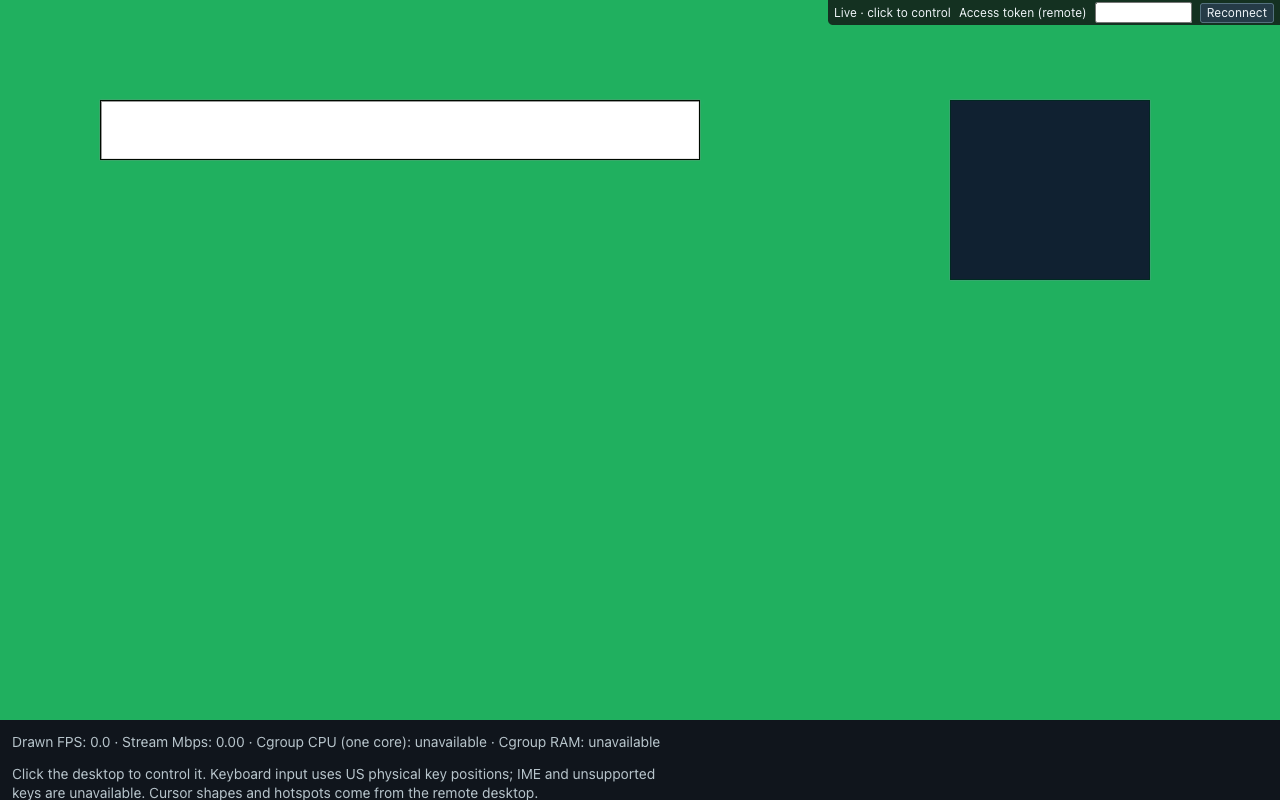 Live · click to control Access token (remote) Reconnect
Drawn FPS: 0.0 · Stream Mbps: 0.00 · Cgroup CPU (one core): unavailable · Cgroup RAM: unavailable
Click the desktop to control it. Keyboard input uses US physical key positions; IME and unsupported
keys are unavailable. Cursor shapes and hotspots come from the remote desktop.